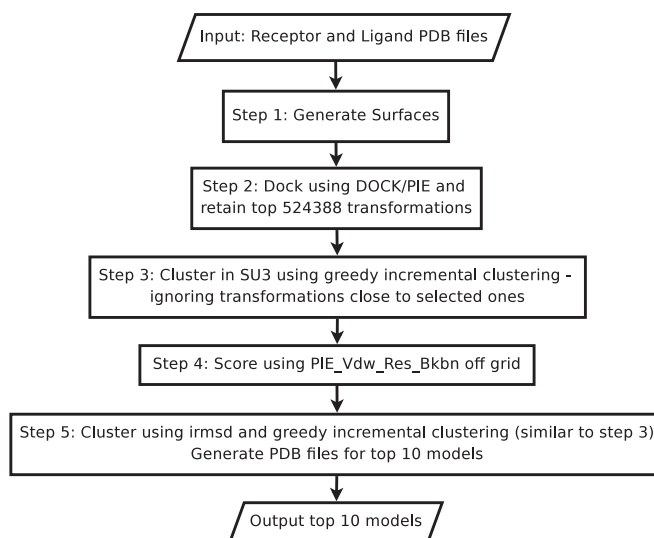 Input: Receptor and Ligand PDB files
Step 1: Generate Surfaces
Step 2: Dock using DOCK/PIE and
retain top 524388 transformations
Step 3: Cluster in SU3 using greedy incremental clustering -
ignoring transformations close to selected ones
Step 4: Score using PIE_Vdw_Res_Bkbn off grid
Step 5: Cluster using irmsd and greedy incremental clustering (similar to step 3)
Generate PDB files for top 10 models
Output top 10 models